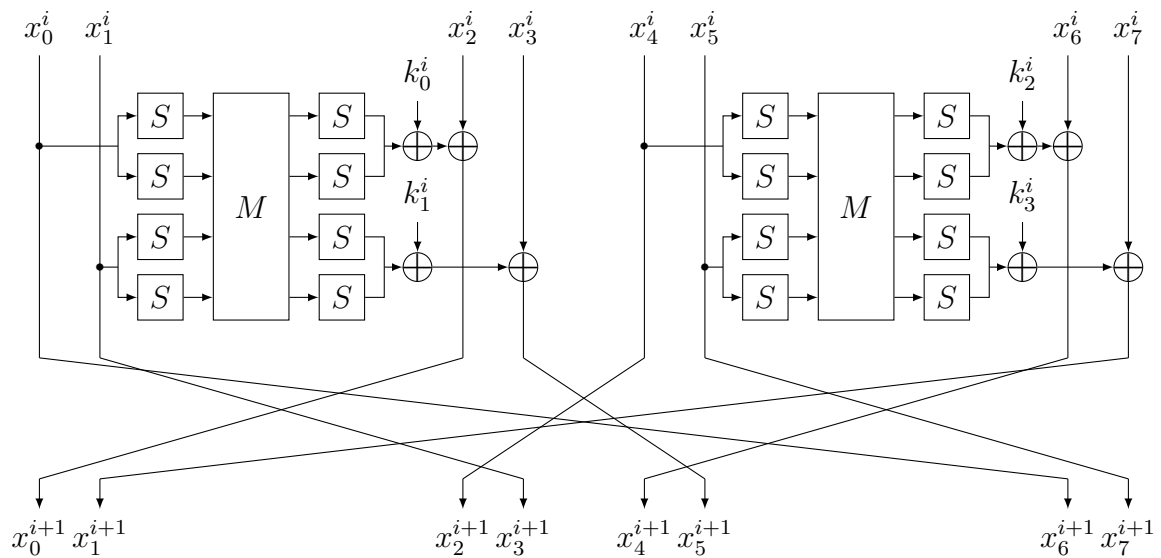 x_0^i x_1^i x_2^i x_3^i x_4^i x_5^i x_6^i x_7^i
k_0^i k_2^i
S S S S
S S S S
k_1^i k_3^i
M M
S S S S
S S S S
x_0^{i+1} x_1^{i+1} x_2^{i+1} x_3^{i+1} x_4^{i+1} x_5^{i+1} x_6^{i+1} x_7^{i+1}